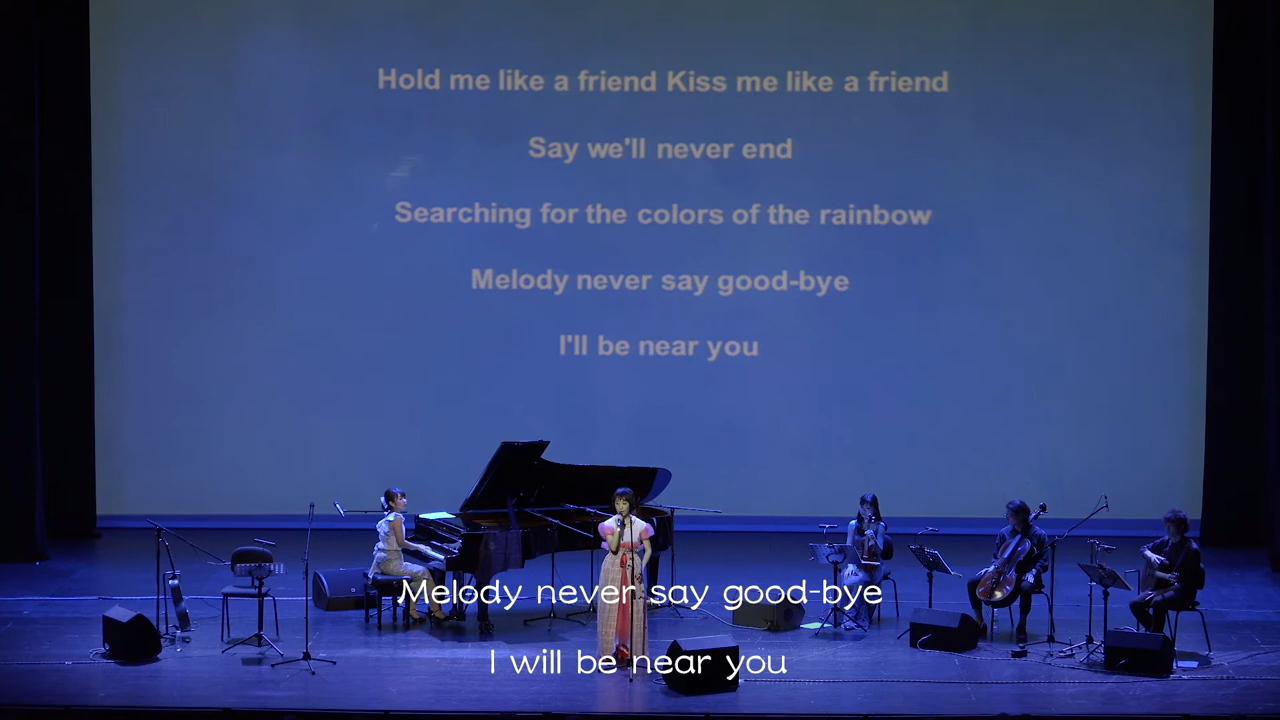 Hold me like a friend Kiss me like a friend
Say we'll never end
Searching for the colors of the rainbow
Melody never say good-bye
I'll be near you
Melody never say good-bye
I will be near you